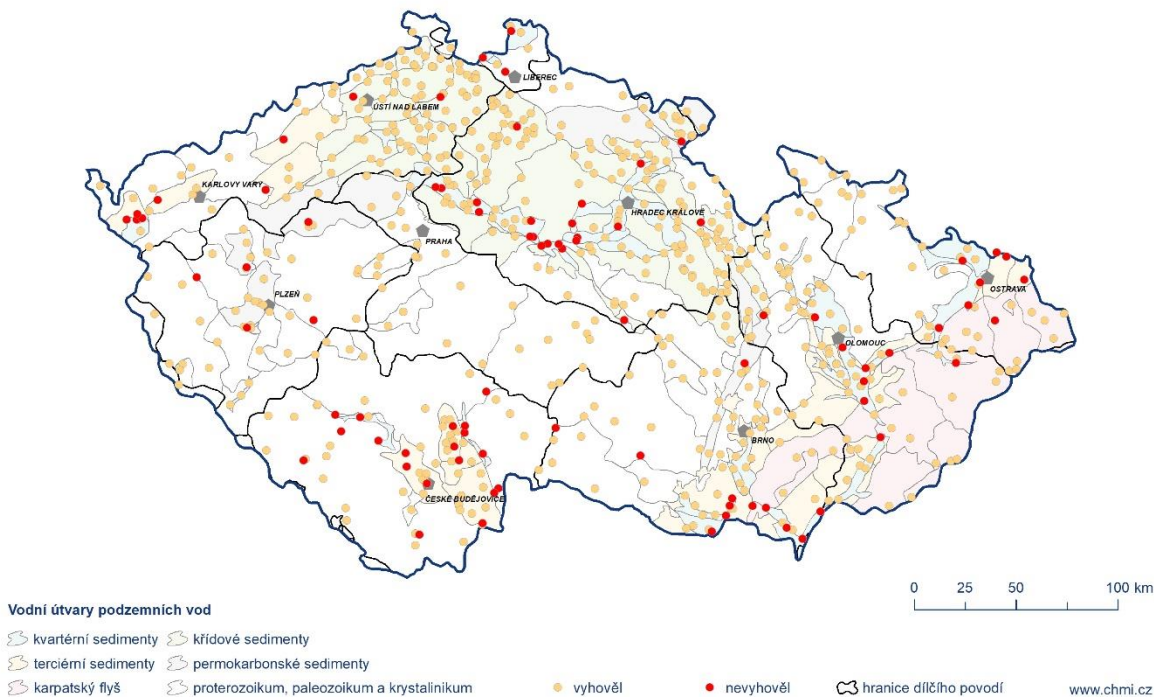 LIBEREC
ÚSTÍ NAD LABEM
KARLOVY VARY
HRADEC KRÁLOVÉ
PRAHA
PLZEŇ
OSTRAVA
OLOMOUC
BRNO
ČESKÉ BUDĚJOVICE
0 25 50 100 km
Vodní útvary podzemních vod
kvartérní sedimenty křídové sedimenty
terciérní sedimenty permokarbonské sedimenty
karpatský flyš proterozoikum, paleozoikum a krystalinikum vyhověl nevyhověl hranice dílčího povodí www.chmi.cz